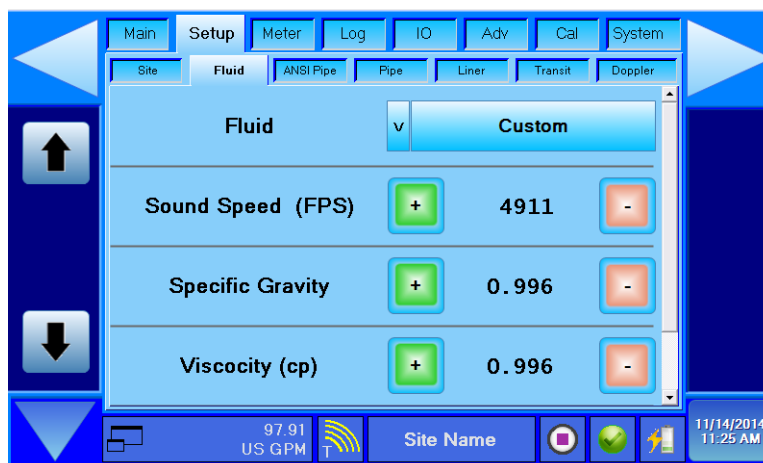 Main Setup Meter Log IO Adv Cal System
Site Fluid ANSI Pipe Pipe Liner Transit Doppler
Fluid v Custom
Sound Speed (FPS) + 4911 -
Specific Gravity + 0.996 -
Viscocity (cp) + 0.996 -
97.91
US GPM T Site Name
11/14/2014
11:25 AM